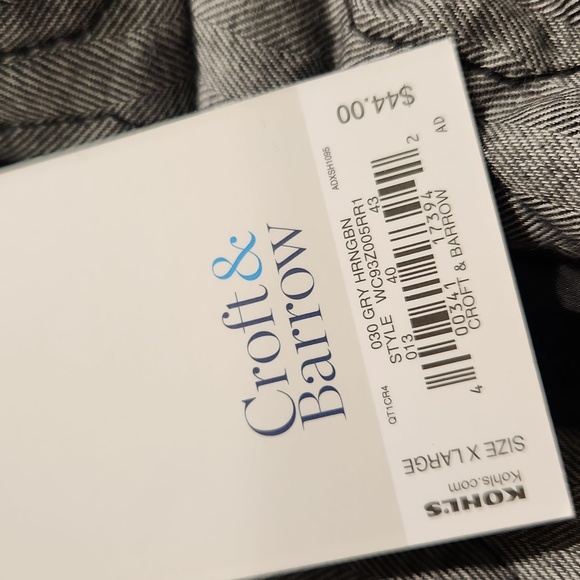 Croft &
Barrow
ADXSH1095
030 GRY HRNGBN
STYLE WC93Z005RR1
013 40 43
4 00341 17394 2
CROFT & BARROW
AD
QT1CR4
$44.00
SIZE X LARGE
Kohls.com
KOHL'S